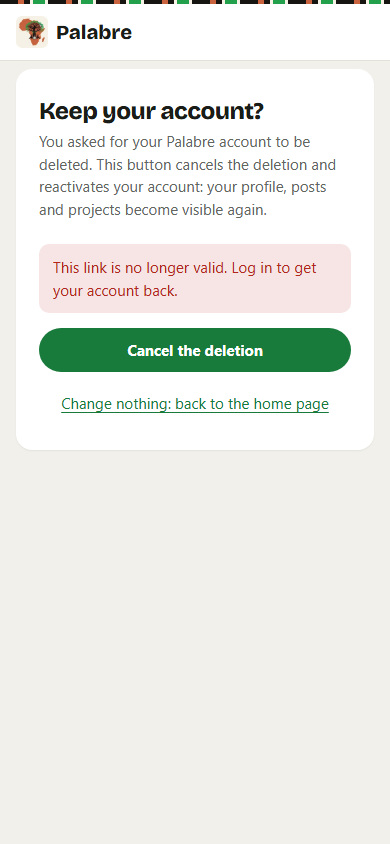 Palabre
Keep your account?
You asked for your Palabre account to be
deleted. This button cancels the deletion and
reactivates your account: your profile, posts
and projects become visible again.
This link is no longer valid. Log in to get
your account back.
Cancel the deletion
Change nothing: back to the home page